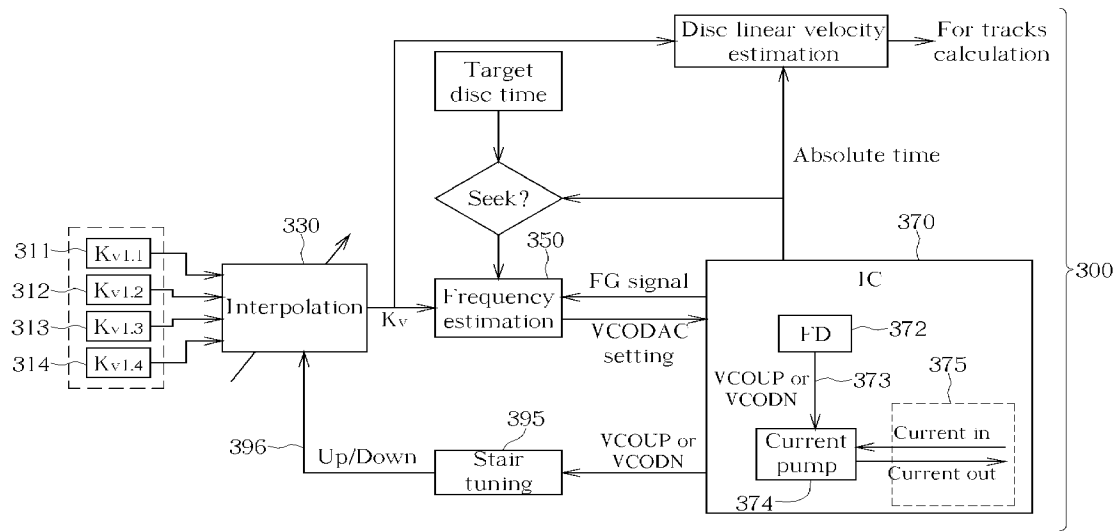 Disc linear velocity
estimation
For tracks
calculation
Target
disc time
Absolute time
Seek?
300
330
350
370
311
Kv1.1
312
Kv1.2
313
Kv1.3
314
Kv1.4
Interpolation
Kv
Frequency
estimation
FG signal
VCODAC
setting
IC
FD
372
VCOUP or
VCODN
373
375
Current
pump
374
Current in
Current out
396
Up/Down
395
Stair
tuning
VCOUP or
VCODN